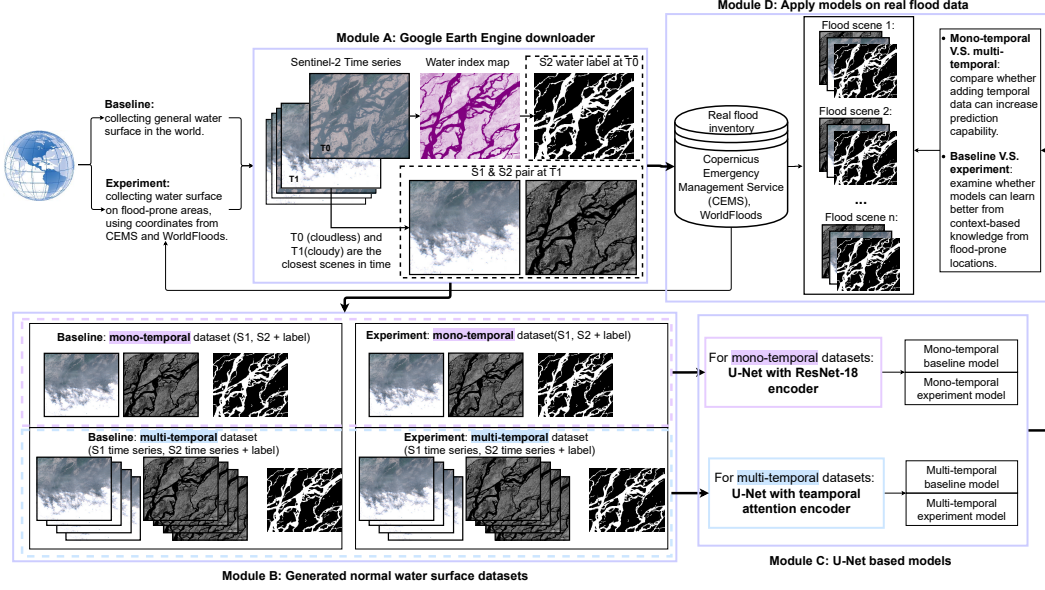 Module D: Apply models on real flood data
Module A: Google Earth Engine downloader
Baseline:
collecting general water
surface in the world.
Experiment:
collecting water surface
on flood-prone areas,
using coordinates from
CEMS and WorldFloods.
Sentinel-2 Time series
Water index map
S2 water label at T0
T0
T1
T0 (cloudless) and
T1(cloudy) are the
closest scenes in time
S1 & S2 pair at T1
Real flood
inventory
Copernicus
Emergency
Management Service
(CEMS),
WorldFloods
Flood scene 1:
Flood scene 2:
...
Flood scene n:
• Mono-temporal
V.S. multi-
temporal:
compare whether
adding temporal
data can increase
prediction
capability.
• Baseline V.S.
experiment:
examine whether
models can learn
better from
context-based
knowledge from
flood-prone
locations.
Baseline: mono-temporal dataset (S1, S2 + label)
Experiment: mono-temporal dataset(S1, S2 + label)
Baseline: multi-temporal dataset
(S1 time series, S2 time series + label)
Experiment: multi-temporal dataset
(S1 time series, S2 time series + label)
Module B: Generated normal water surface datasets
For mono-temporal datasets:
U-Net with ResNet-18
encoder
Mono-temporal
baseline model
Mono-temporal
experiment model
For multi-temporal datasets:
U-Net with teamporal
attention encoder
Multi-temporal
baseline model
Multi-temporal
experiment model
Module C: U-Net based models